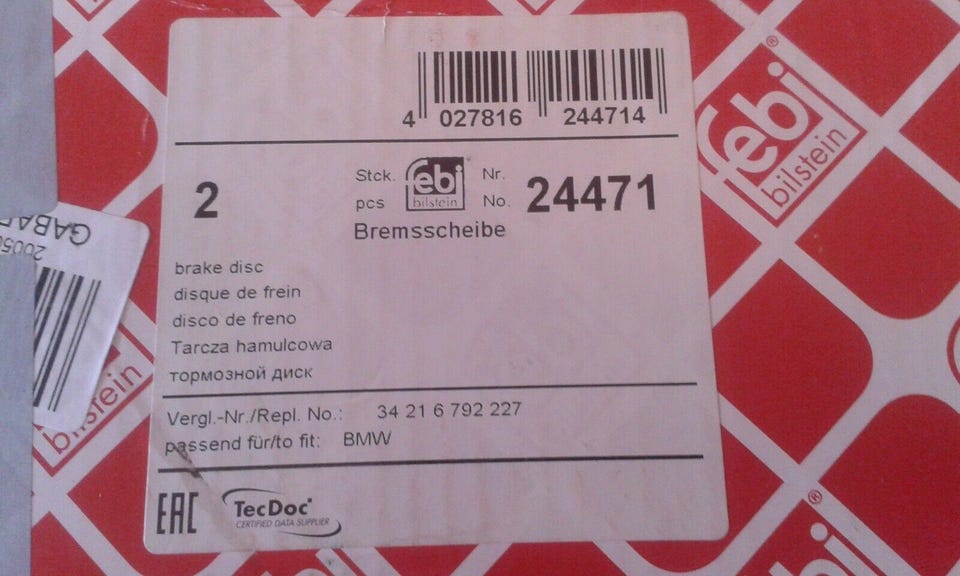 4 027816 244714
2 Stck. febi Nr. 24471
pcs bilstein No.
Bremsscheibe
brake disc
disque de frein
disco de freno
Tarcza hamulcowa
тормозной диск
Vergl.-Nr./Repl. No.: 34 21 6 792 227
passend für/to fit: BMW
EAC TecDoc
CERTIFIED DATA SUPPLIER
febi ®
bilstein
bilstein
febi ®